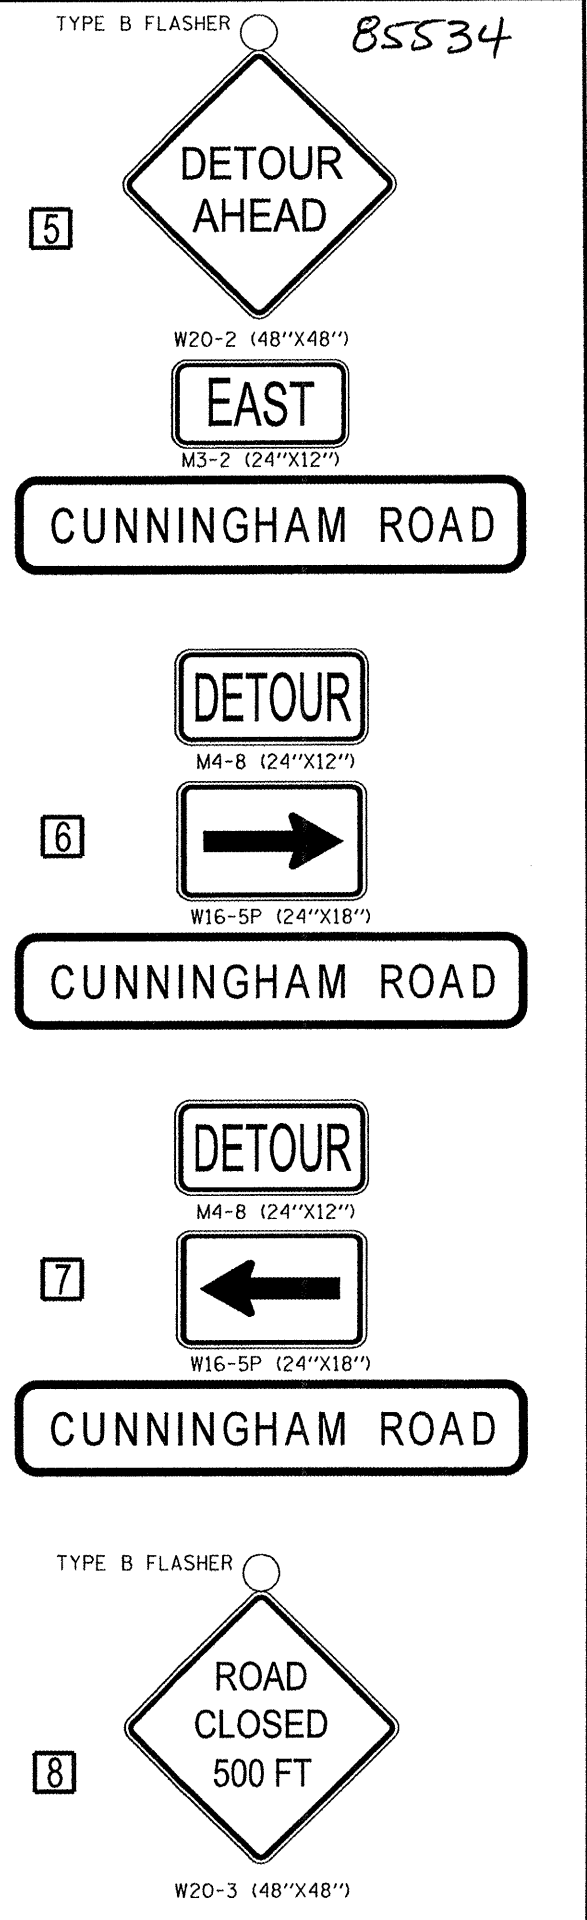 TYPE B FLASHER
85534
DETOUR
AHEAD
5
W20-2 (48"X48")
EAST
M3-2 (24"X12")
CUNNINGHAM ROAD
DETOUR
M4-8 (24"X12")
6
W16-5P (24"X18")
CUNNINGHAM ROAD
DETOUR
M4-8 (24"X12")
7
W16-5P (24"X18")
CUNNINGHAM ROAD
TYPE B FLASHER
ROAD
CLOSED
500 FT
8
W20-3 (48"X48")